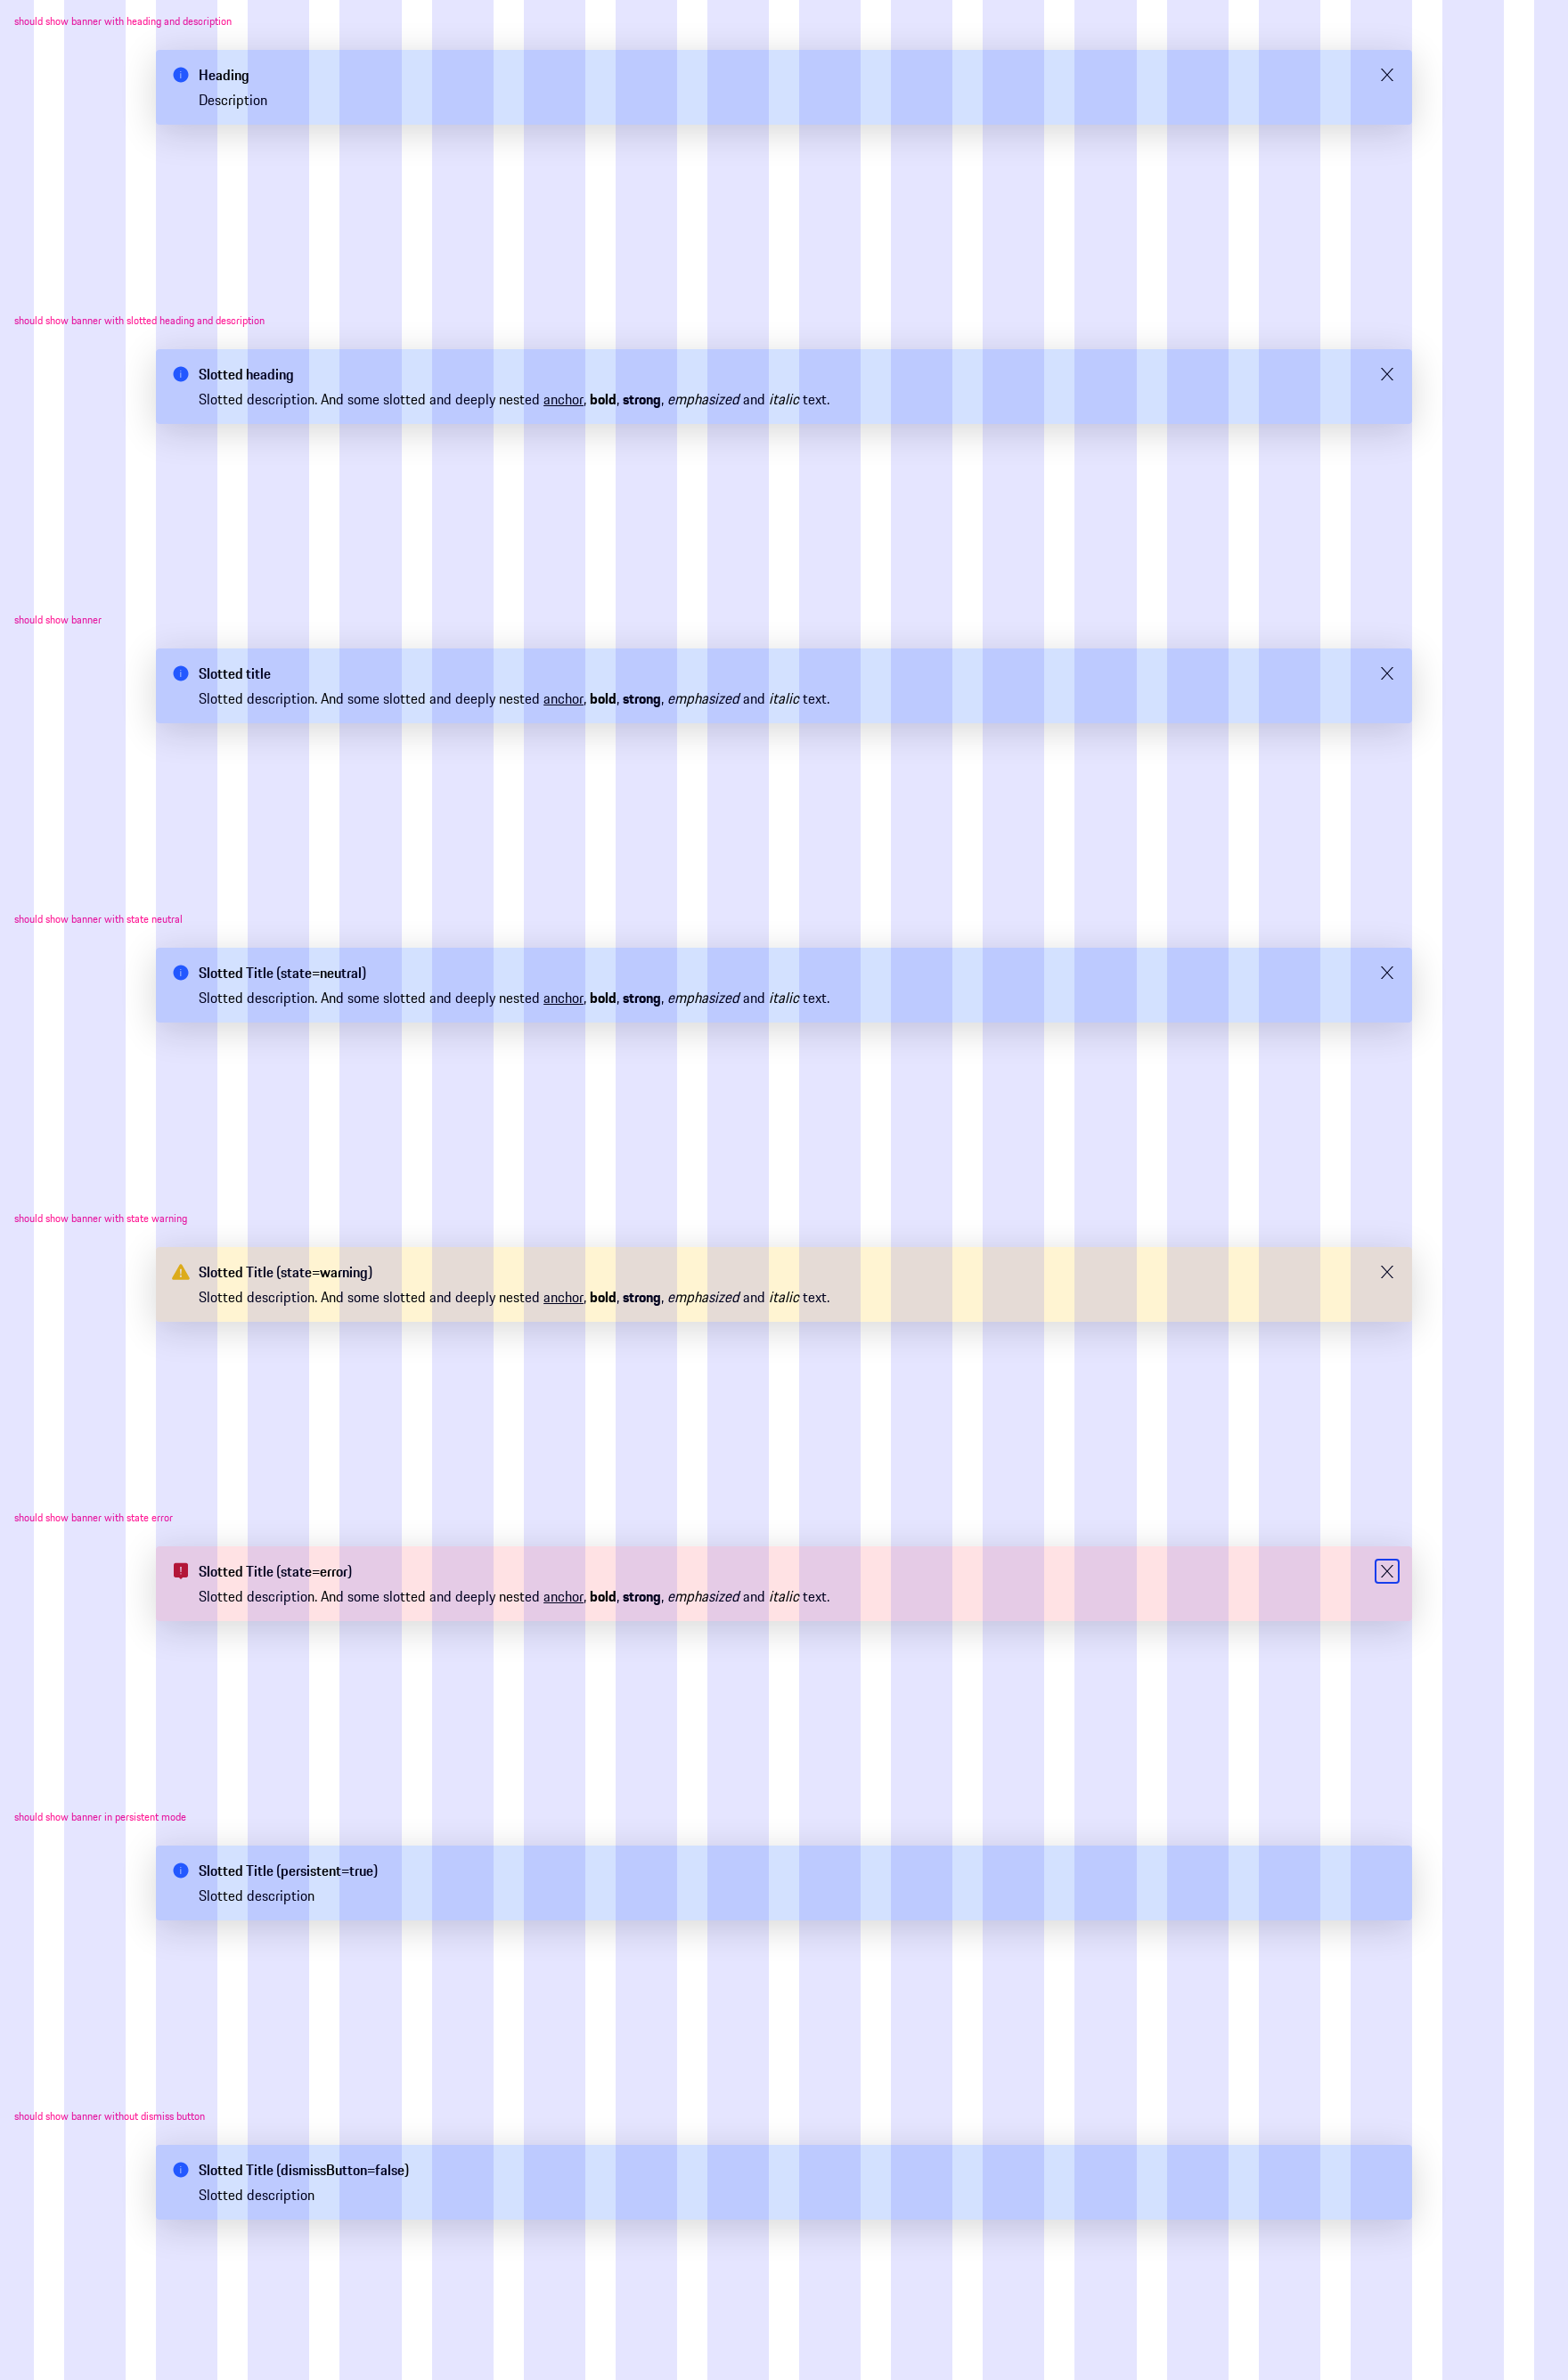 should show banner with heading and description
Heading
Description
should show banner with slotted heading and description
Slotted heading
Slotted description. And some slotted and deeply nested anchor, bold, strong, emphasized and italic text.
should show banner
Slotted title
Slotted description. And some slotted and deeply nested anchor, bold, strong, emphasized and italic text.
should show banner with state neutral
Slotted Title (state=neutral)
Slotted description. And some slotted and deeply nested anchor, bold, strong, emphasized and italic text.
should show banner with state warning
Slotted Title (state=warning)
Slotted description. And some slotted and deeply nested anchor, bold, strong, emphasized and italic text.
should show banner with state error
Slotted Title (state=error)
Slotted description. And some slotted and deeply nested anchor, bold, strong, emphasized and italic text.
should show banner in persistent mode
Slotted Title (persistent=true)
Slotted description
should show banner without dismiss button
Slotted Title (dismissButton=false)
Slotted description